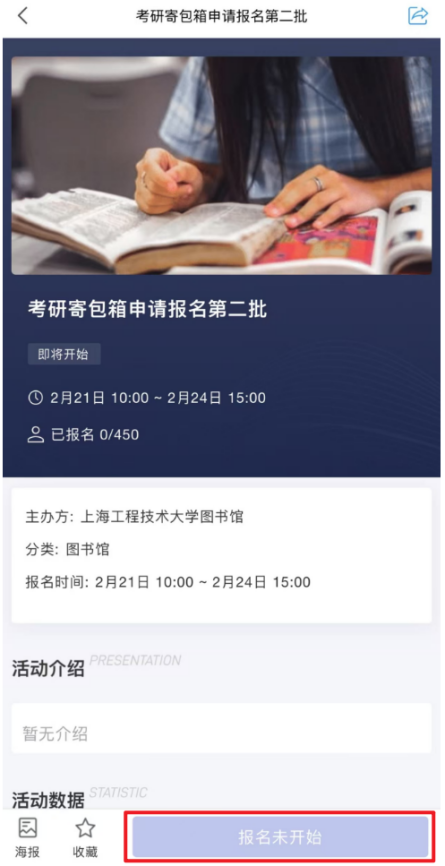 考研寄包箱申请报名第二批
考研寄包箱申请报名第二批
即将开始
2月21日 10:00 ~ 2月24日 15:00
已报名 0/450
主办方: 上海工程技术大学图书馆
分类: 图书馆
报名时间: 2月21日 10:00 ~ 2月24日 15:00
活动介绍 PRESENTATION
暂无介绍
活动数据 STATISTIC
海报 收藏 报名未开始